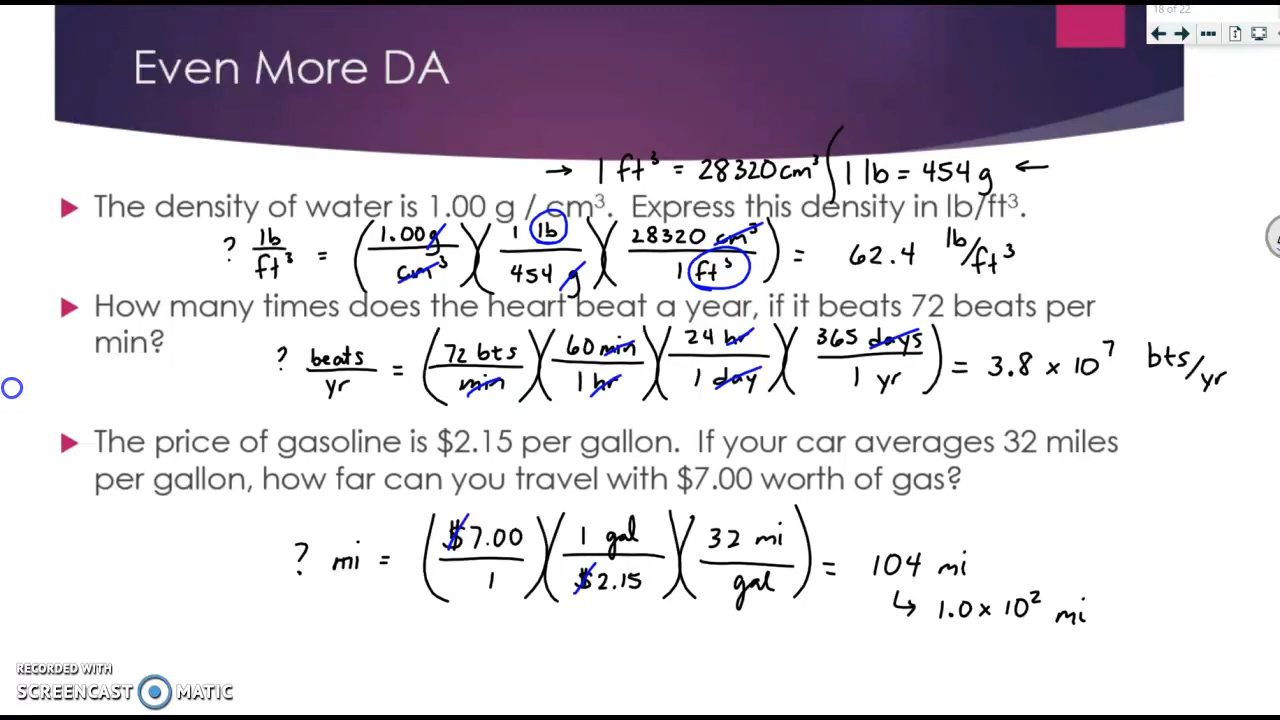 18 of 22
Even More DA
→ 1 ft³ = 28320 cm³ ( 1 lb = 454 g ←
The density of water is 1.00 g / cm³. Express this density in lb/ft³.
? lb/ft³ = (1.00 g/cm³)(1 lb/454 g)(28320 cm³/1 ft³) = 62.4 lb/ft³
How many times does the heart beat a year, if it beats 72 beats per
min?
? beats/yr = (72 bts/min)(60 min/1 hr)(24 hr/1 day)(365 days/1 yr) = 3.8 × 10⁷ bts/yr
The price of gasoline is $2.15 per gallon. If your car averages 32 miles
per gallon, how far can you travel with $7.00 worth of gas?
? mi = ($7.00/1)(1 gal/$2.15)(32 mi/gal) = 104 mi
↳ 1.0 × 10² mi
RECORDED WITH
SCREENCAST MATIC